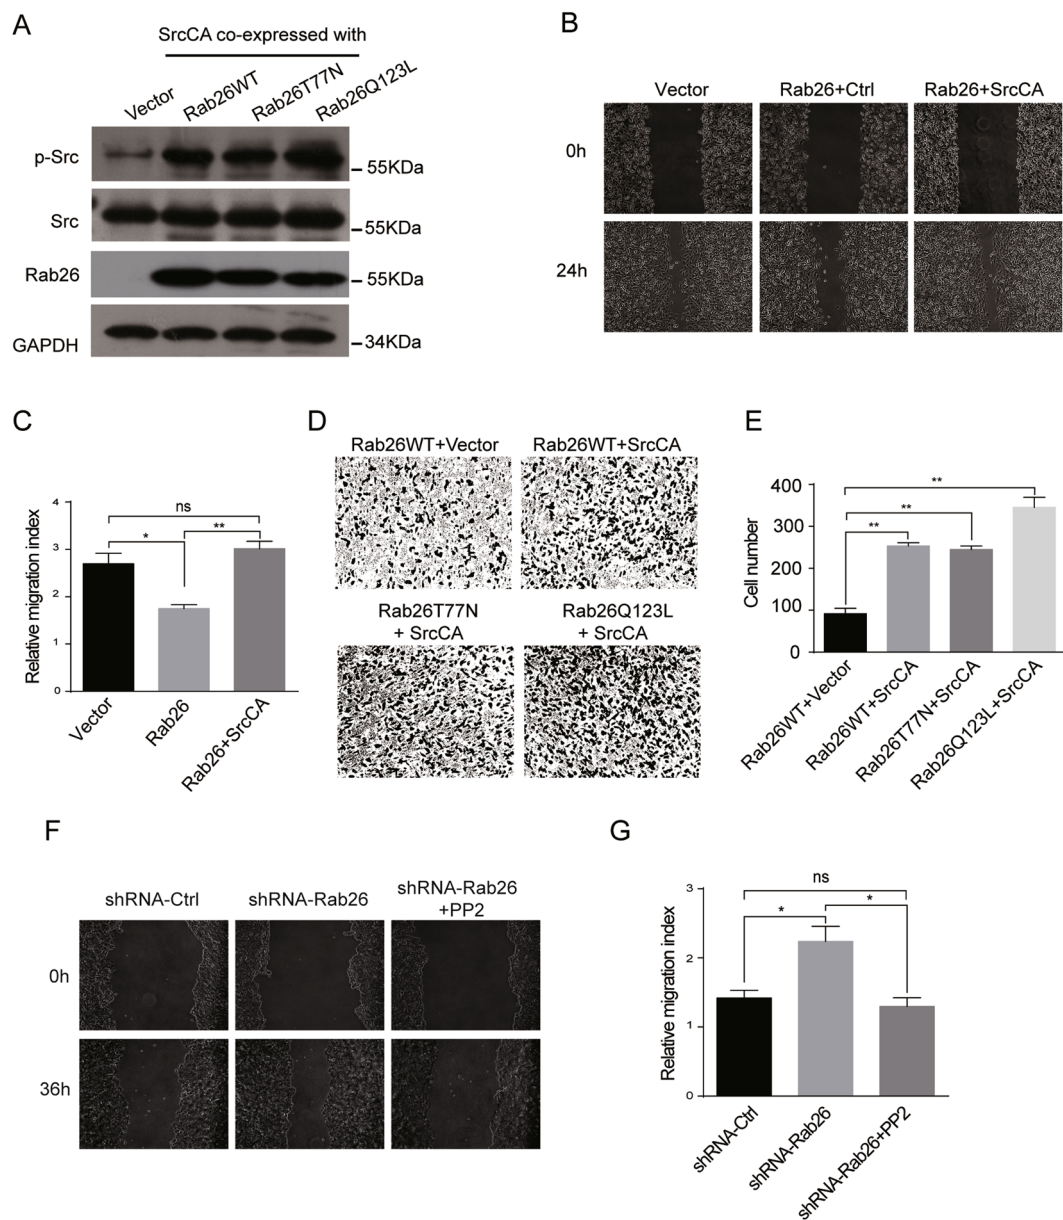 A
SrcCA co-expressed with
Vector
Rab26WT
Rab26T77N
Rab26Q123L
p-Src
55KDa
Src
55KDa
Rab26
55KDa
GAPDH
34KDa
B
Vector
Rab26+Ctrl
Rab26+SrcCA
0h
24h
C
Relative migration index
4
3
2
1
0
ns
*
**
Vector
Rab26
Rab26+SrcCA
D
Rab26WT+Vector
Rab26WT+SrcCA
Rab26T77N
+ SrcCA
Rab26Q123L
+ SrcCA
E
Cell number
400
300
200
100
0
**
**
**
Rab26WT+Vector
Rab26WT+SrcCA
Rab26T77N+SrcCA
Rab26Q123L+SrcCA
F
shRNA-Ctrl
shRNA-Rab26
shRNA-Rab26
+PP2
0h
36h
G
Relative migration index
3
2
1
0
ns
*
*
shRNA-Ctrl
shRNA-Rab26
shRNA-Rab26+PP2